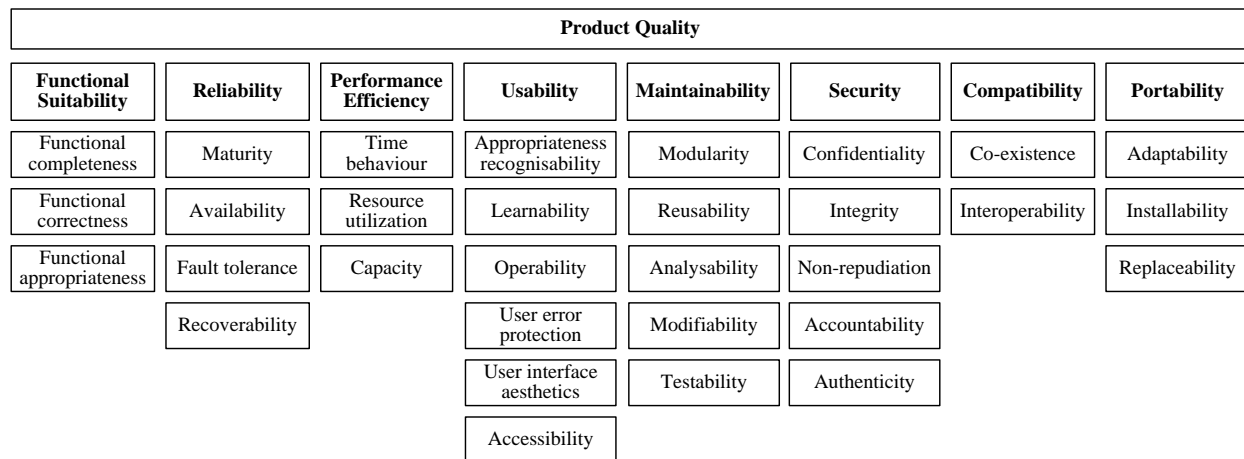 Product Quality
Functional
Suitability
Reliability
Performance
Efficiency
Usability
Maintainability
Security
Compatibility
Portability
Functional
completeness
Maturity
Time
behaviour
Appropriateness
recognisability
Modularity
Confidentiality
Co-existence
Adaptability
Functional
correctness
Availability
Resource
utilization
Learnability
Reusability
Integrity
Interoperability
Installability
Functional
appropriateness
Fault tolerance
Capacity
Operability
Analysability
Non-repudiation
Replaceability
Recoverability
User error
protection
Modifiability
Accountability
User interface
aesthetics
Testability
Authenticity
Accessibility